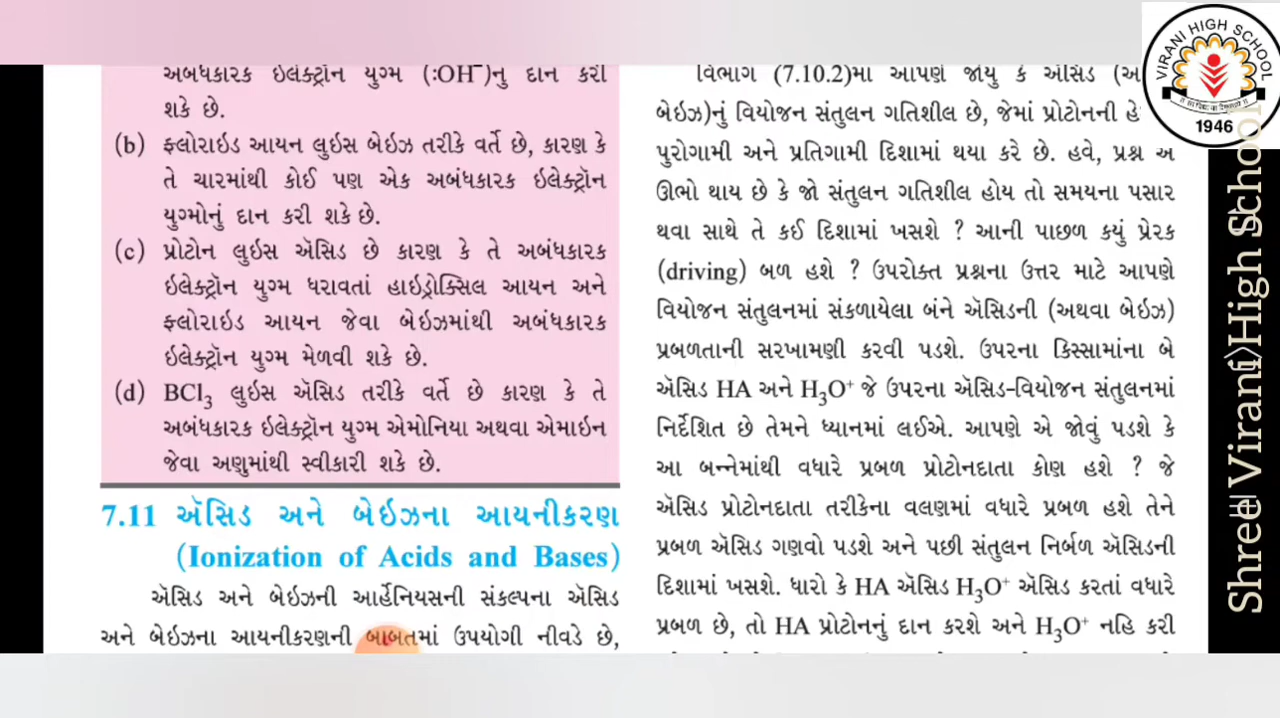 અબંધકારક ઇલેક્ટ્રૉન યુગ્મ (:OH⁻)નું દાન કરી
શકે છે.
(b) ફ્લોરાઇડ આયન લુઇસ બેઇઝ તરીકે વર્તે છે, કારણ કે
તે ચારમાંથી કોઈ પણ એક અબંધકારક ઇલેક્ટ્રૉન
યુગ્મોનું દાન કરી શકે છે.
(c) પ્રોટોન લુઇસ ઍસિડ છે કારણ કે તે અબંધકારક
ઇલેક્ટ્રૉન યુગ્મ ધરાવતાં હાઇડ્રોક્સિલ આયન અને
ફ્લોરાઇડ આયન જેવા બેઇઝમાંથી અબંધકારક
ઇલેક્ટ્રૉન યુગ્મ મેળવી શકે છે.
(d) BCl₃ લુઇસ ઍસિડ તરીકે વર્તે છે કારણ કે તે
અબંધકારક ઇલેક્ટ્રૉન યુગ્મ એમોનિયા અથવા એમાઇન
જેવા અણુમાંથી સ્વીકારી શકે છે.
7.11 ઍસિડ અને બેઇઝના આયનીકરણ
(Ionization of Acids and Bases)
ઍસિડ અને બેઇઝની આર્હેનિયસની સંકલ્પના ઍસિડ
અને બેઇઝના આયનીકરણની બાબતમાં ઉપયોગી નીવડે છે,
વિભાગ (7.10.2)માં આપણે જોયુ કે ઍસિડ
બેઇઝ)નું વિયોજન સંતુલન ગતિશીલ છે, જેમાં પ્રોટોનની
પુરોગામી અને પ્રતિગામી દિશામાં થયા કરે છે. હવે, પ્રશ્ન
ઊભો થાય છે કે જો સંતુલન ગતિશીલ હોય તો સમયના પસાર
થવા સાથે તે કઈ દિશામાં ખસશે ? આની પાછળ કયું પ્રેરક
(driving) બળ હશે ? ઉપરોક્ત પ્રશ્નના ઉત્તર માટે આપણે
વિયોજન સંતુલનમાં સંકળાયેલા બંને ઍસિડની (અથવા બેઇઝ)
પ્રબળતાની સરખામણી કરવી પડશે. ઉપરના કિસ્સામાંના બે
ઍસિડ HA અને H₃O⁺ જે ઉપરના ઍસિડ-વિયોજન સંતુલનમાં
નિર્દેશિત છે તેમને ધ્યાનમાં લઈએ. આપણે એ જોવું પડશે કે
આ બન્નેમાંથી વધારે પ્રબળ પ્રોટોનદાતા કોણ હશે ? જે
ઍસિડ પ્રોટોનદાતા તરીકેના વલણમાં વધારે પ્રબળ હશે તેને
પ્રબળ ઍસિડ ગણવો પડશે અને પછી સંતુલન નિર્બળ ઍસિડની
દિશામાં ખસશે. ધારો કે HA ઍસિડ H₃O⁺ ઍસિડ કરતાં વધારે
પ્રબળ છે, તો HA પ્રોટોનનું દાન કરશે અને H₃O⁺ નહિ કરી
VIRANI HIGH SCHOOL
1946
Shree Virani High School